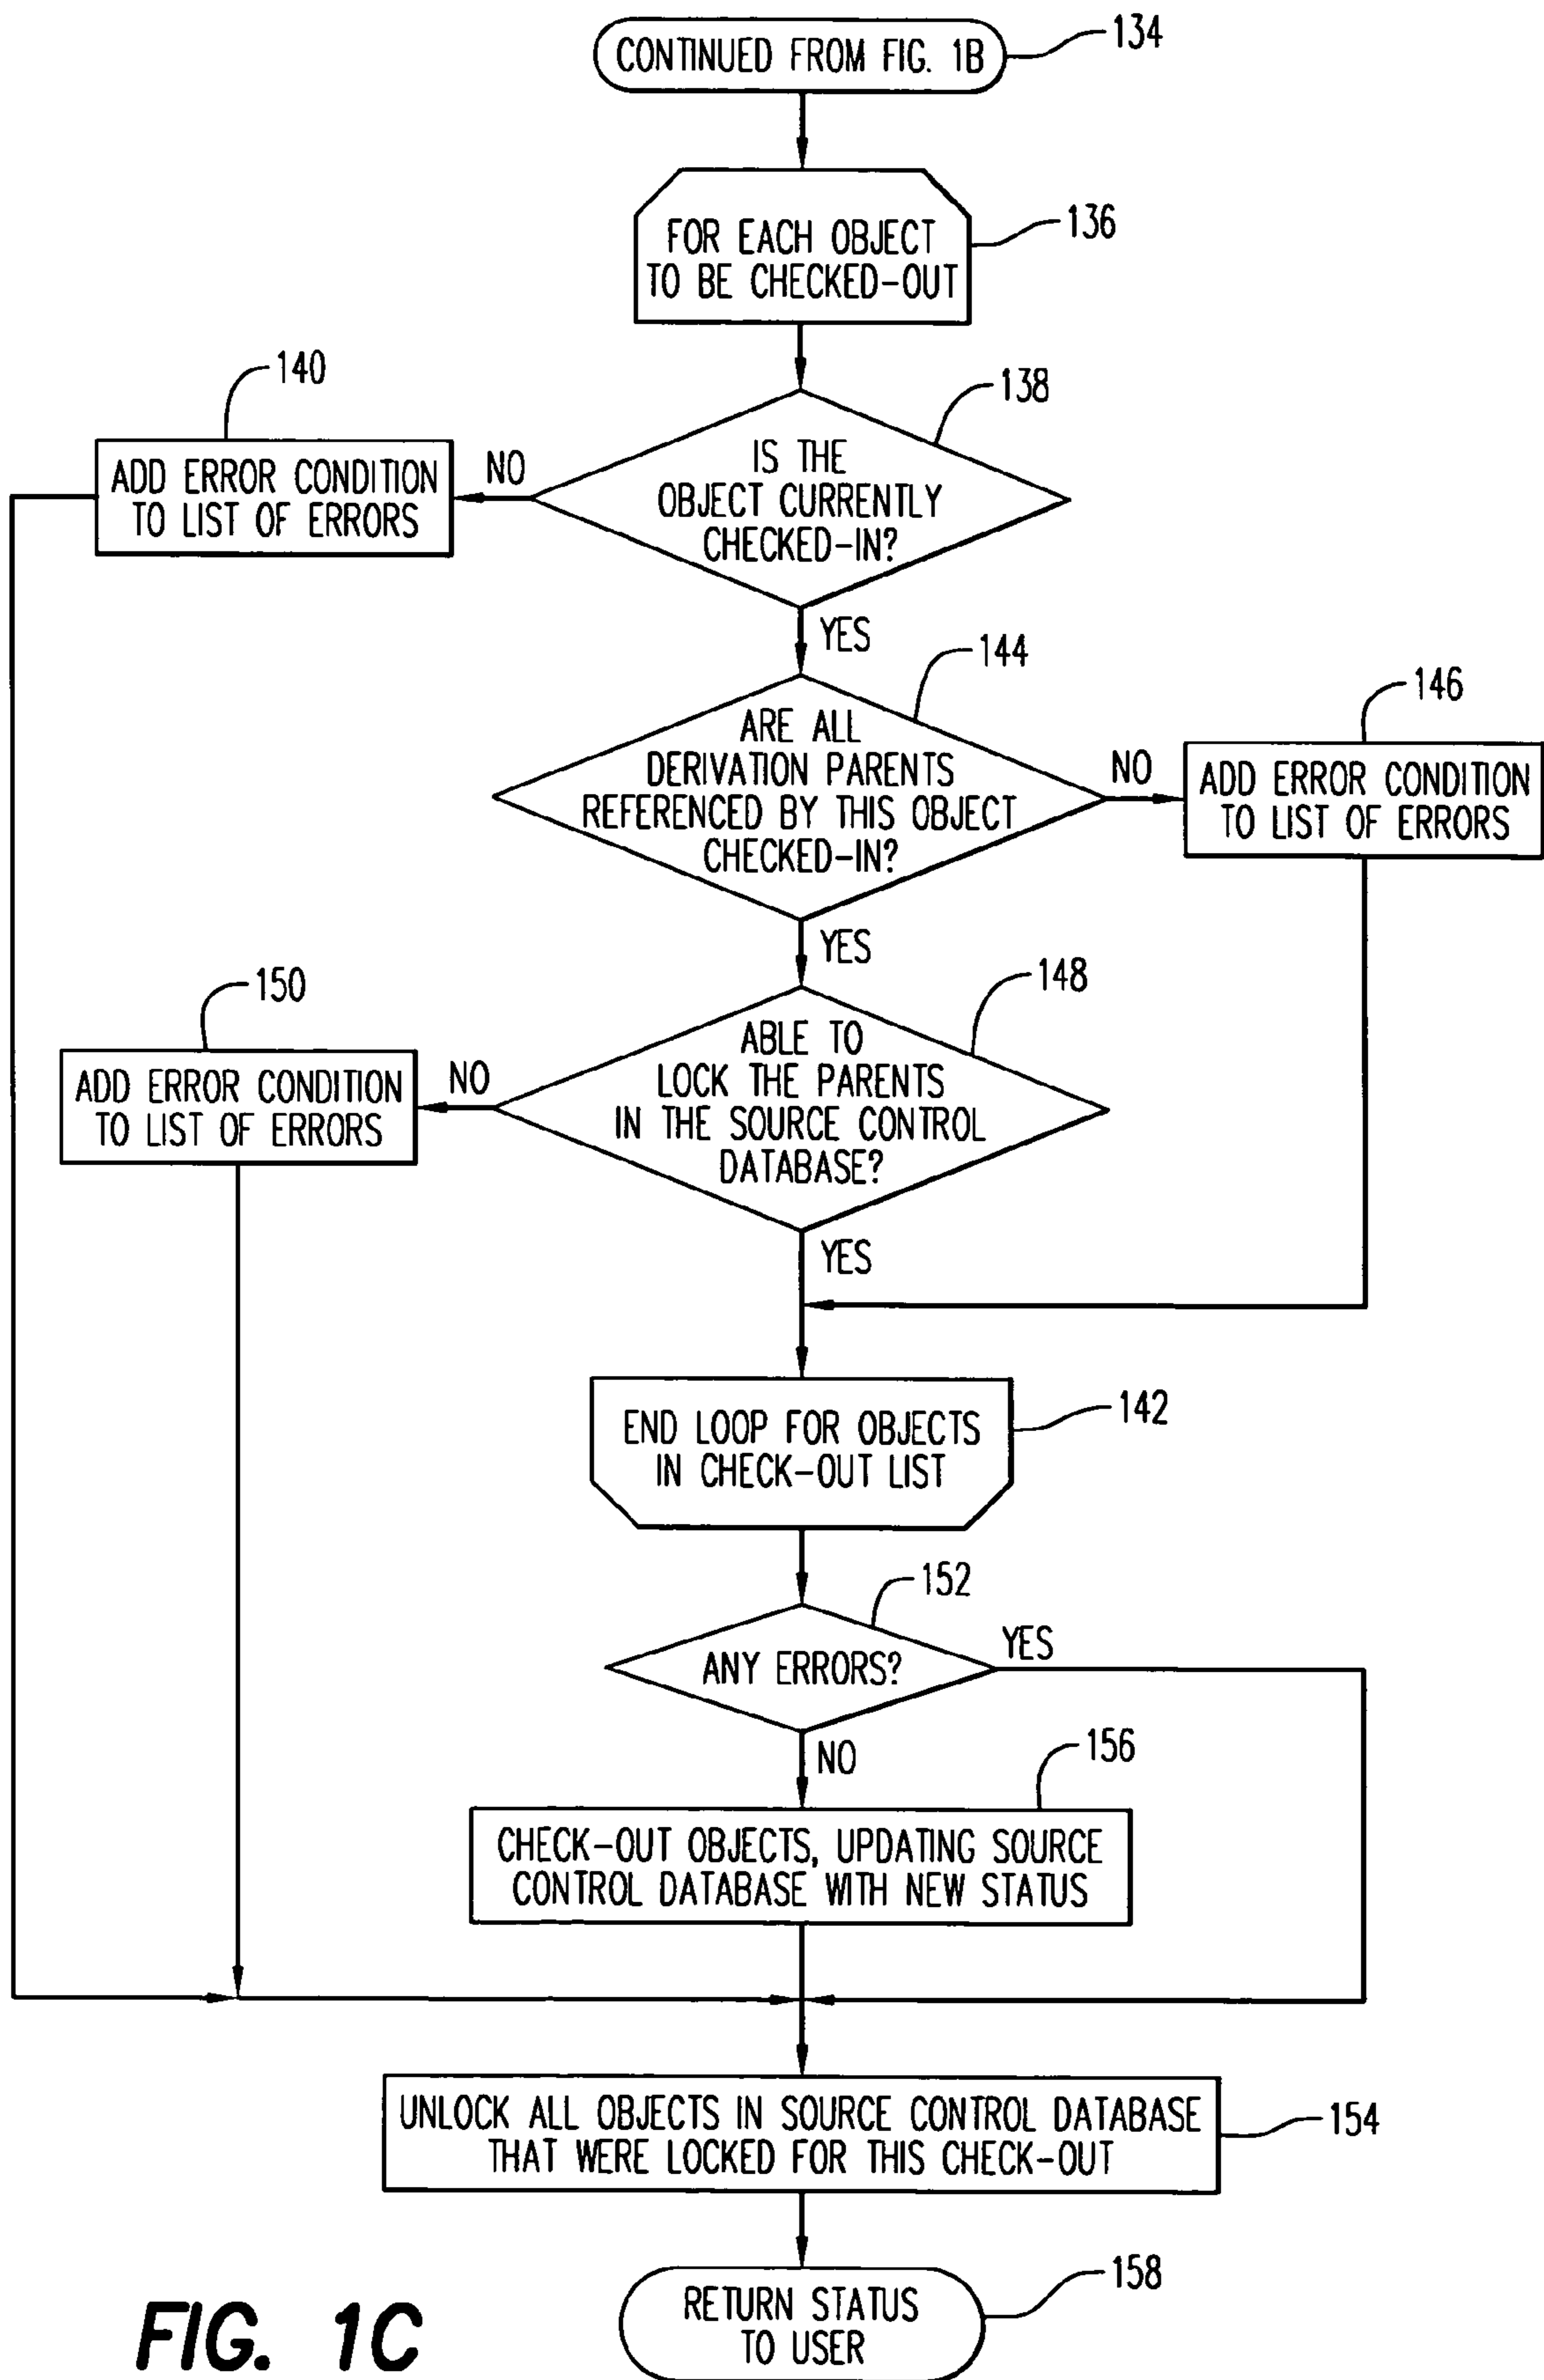 CONTINUED FROM FIG. 1B
134
FOR EACH OBJECT
TO BE CHECKED-OUT
136
140
138
ADD ERROR CONDITION
TO LIST OF ERRORS
NO
IS THE
OBJECT CURRENTLY
CHECKED-IN?
YES
144
146
ARE ALL
DERIVATION PARENTS
REFERENCED BY THIS OBJECT
CHECKED-IN?
NO
ADD ERROR CONDITION
TO LIST OF ERRORS
YES
150
148
ADD ERROR CONDITION
TO LIST OF ERRORS
NO
ABLE TO
LOCK THE PARENTS
IN THE SOURCE CONTROL
DATABASE?
YES
END LOOP FOR OBJECTS
IN CHECK-OUT LIST
142
152
ANY ERRORS?
YES
NO
156
CHECK-OUT OBJECTS, UPDATING SOURCE
CONTROL DATABASE WITH NEW STATUS
UNLOCK ALL OBJECTS IN SOURCE CONTROL DATABASE
THAT WERE LOCKED FOR THIS CHECK-OUT
154
RETURN STATUS
TO USER
158
FIG. 1C